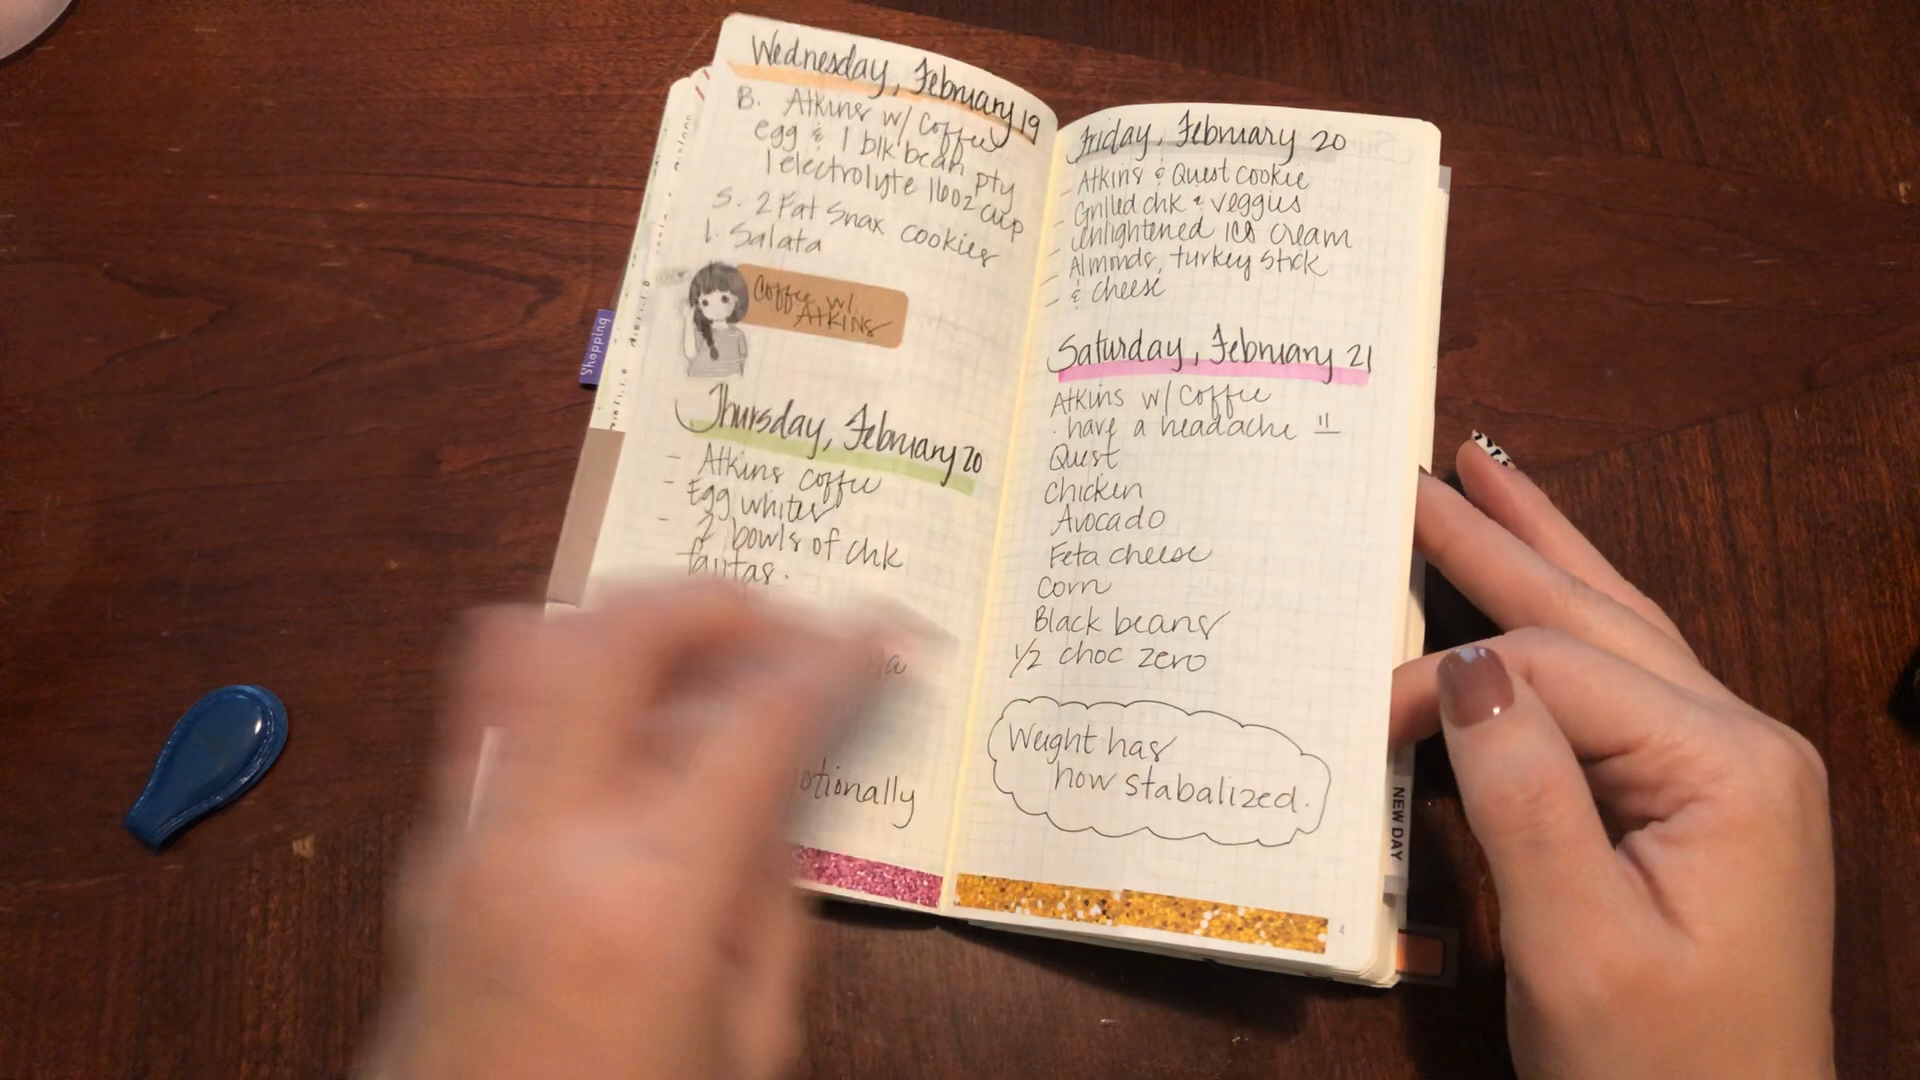 Wednesday, February 19
B. Atkins w/ coffee
egg & 1 blk bean pty
1 electrolyte 16oz cup
S. 2 Fat Snax cookies
l. Salata
Coffee w/.
Atkins
Thursday, February 20
- Atkins coffee
- Egg whites
- 2 bowls of chk
fajitas.
otionally
Friday, February 20
- Atkins & Quest cookie
- Grilled chk & veggies
- enlightened ice cream
- Almonds, turkey stick
- & cheese
Saturday, February 21
Atkins w/ coffee
. have a headache
Quest
Chicken
Avocado
Feta cheese
Corn
Black beans
1/2 choc zero
Weight has
now stabalized.
4
Shopping
NEW DAY